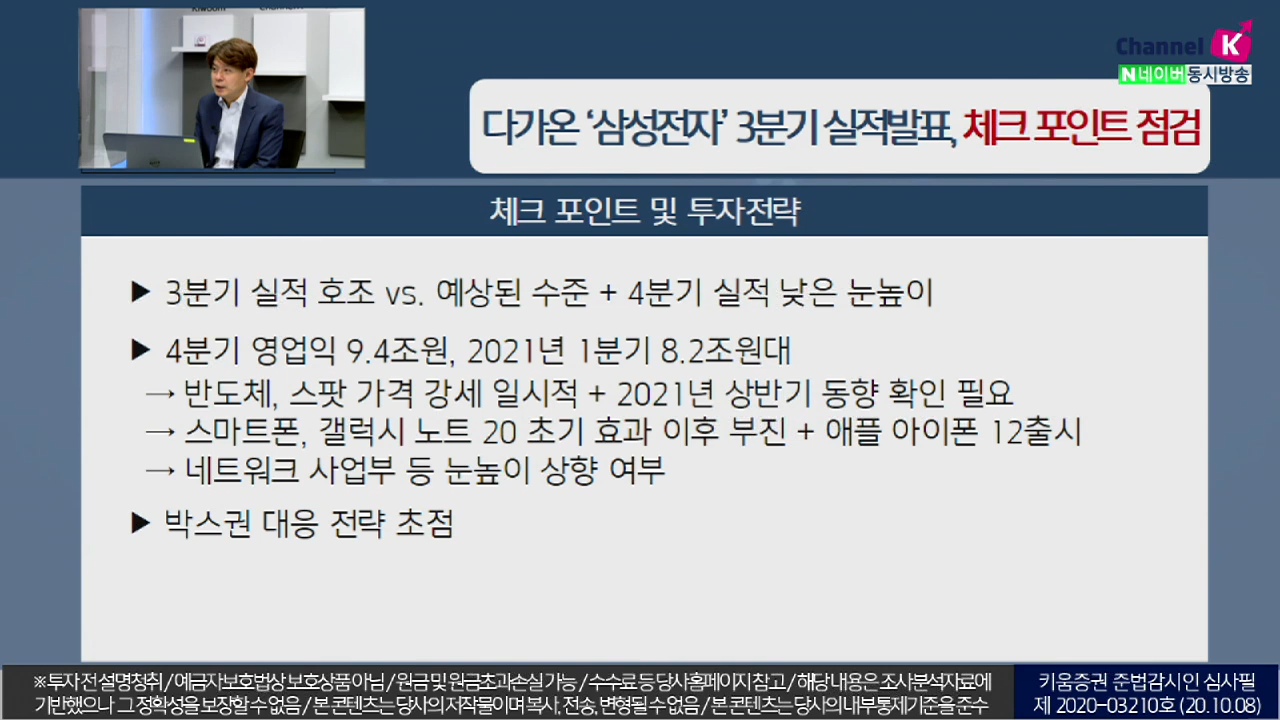 Kiwoom
Channel K
N 네이버 동시방송
다가온 ‘삼성전자’ 3분기 실적발표, 체크 포인트 점검
체크 포인트 및 투자전략
▶ 3분기 실적 호조 vs. 예상된 수준 + 4분기 실적 낮은 눈높이
▶ 4분기 영업익 9.4조원, 2021년 1분기 8.2조원대
→ 반도체, 스팟 가격 강세 일시적 + 2021년 상반기 동향 확인 필요
→ 스마트폰, 갤럭시 노트 20 초기 효과 이후 부진 + 애플 아이폰 12출시
→ 네트워크 사업부 등 눈높이 상향 여부
▶ 박스권 대응 전략 초점
※ 투자 전 설명청취 / 예금자보호법상 보호상품 아님 / 원금 및 원금초과손실 가능 / 수수료 등 당사홈페이지 참고 / 해당 내용은 조사분석자료에
기반했으나 그 정확성을 보장할 수 없음 / 본 콘텐츠는 당사의 저작물이며 복사, 전송, 변형될 수 없음 / 본 콘텐츠는 당사의 내부통제기준을 준수
키움증권 준법감시인 심사필
제 2020-03210호 (20.10.08)